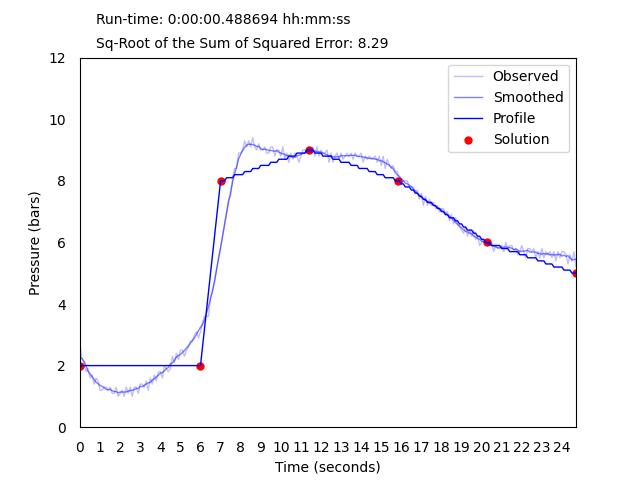 Run-time: 0:00:00.488694 hh:mm:ss
Sq-Root of the Sum of Squared Error: 8.29
12
10
8
6
4
2
0
Pressure (bars)
Observed
Smoothed
Profile
Solution
0 1 2 3 4 5 6 7 8 9 10 11 12 13 14 15 16 17 18 19 20 21 22 23 24
Time (seconds)